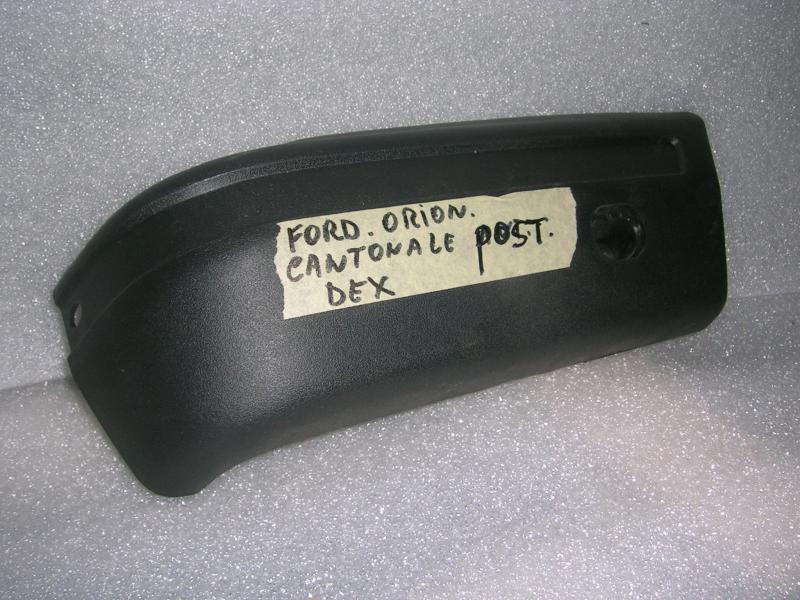 FORD. ORION.
CANTONALE POST.
DEX